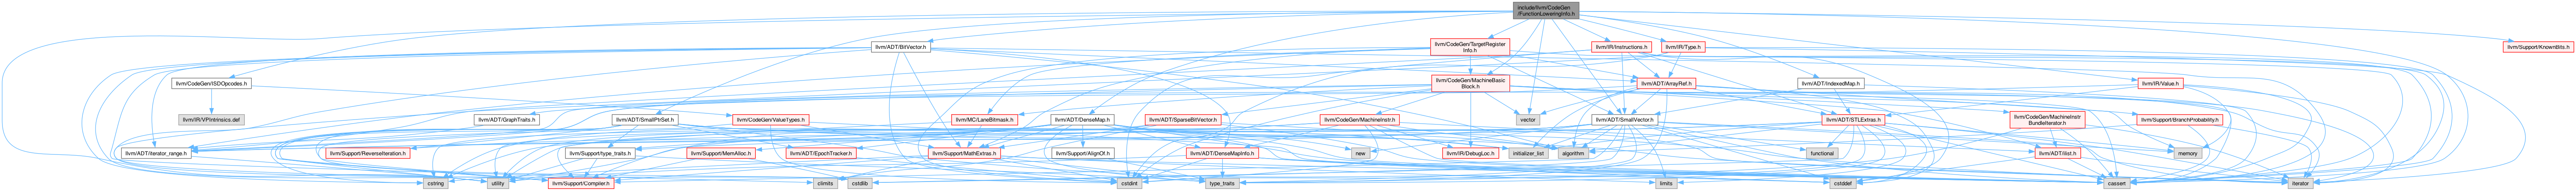 include/llvm/CodeGen
/FunctionLoweringInfo.h
llvm/ADT/BitVector.h
llvm/CodeGen/TargetRegister
Info.h
llvm/IR/Instructions.h
llvm/IR/Type.h
llvm/Support/KnownBits.h
llvm/CodeGen/ISDOpcodes.h
llvm/CodeGen/MachineBasic
Block.h
llvm/ADT/ArrayRef.h
llvm/ADT/IndexedMap.h
llvm/IR/Value.h
llvm/IR/VPIntrinsics.def
llvm/ADT/GraphTraits.h
llvm/ADT/SmallPtrSet.h
llvm/CodeGen/ValueTypes.h
llvm/MC/LaneBitmask.h
llvm/ADT/DenseMap.h
llvm/ADT/SparseBitVector.h
llvm/CodeGen/MachineInstr.h
vector
llvm/ADT/SmallVector.h
llvm/ADT/STLExtras.h
llvm/CodeGen/MachineInstr
BundleIterator.h
llvm/Support/BranchProbability.h
llvm/ADT/iterator_range.h
llvm/Support/ReverseIteration.h
llvm/Support/type_traits.h
llvm/Support/MemAlloc.h
llvm/ADT/EpochTracker.h
llvm/Support/MathExtras.h
llvm/Support/AlignOf.h
llvm/ADT/DenseMapInfo.h
new
llvm/IR/DebugLoc.h
initializer_list
algorithm
functional
llvm/ADT/ilist.h
memory
cstring
utility
llvm/Support/Compiler.h
climits
cstdlib
cstdint
type_traits
limits
cstddef
cassert
iterator